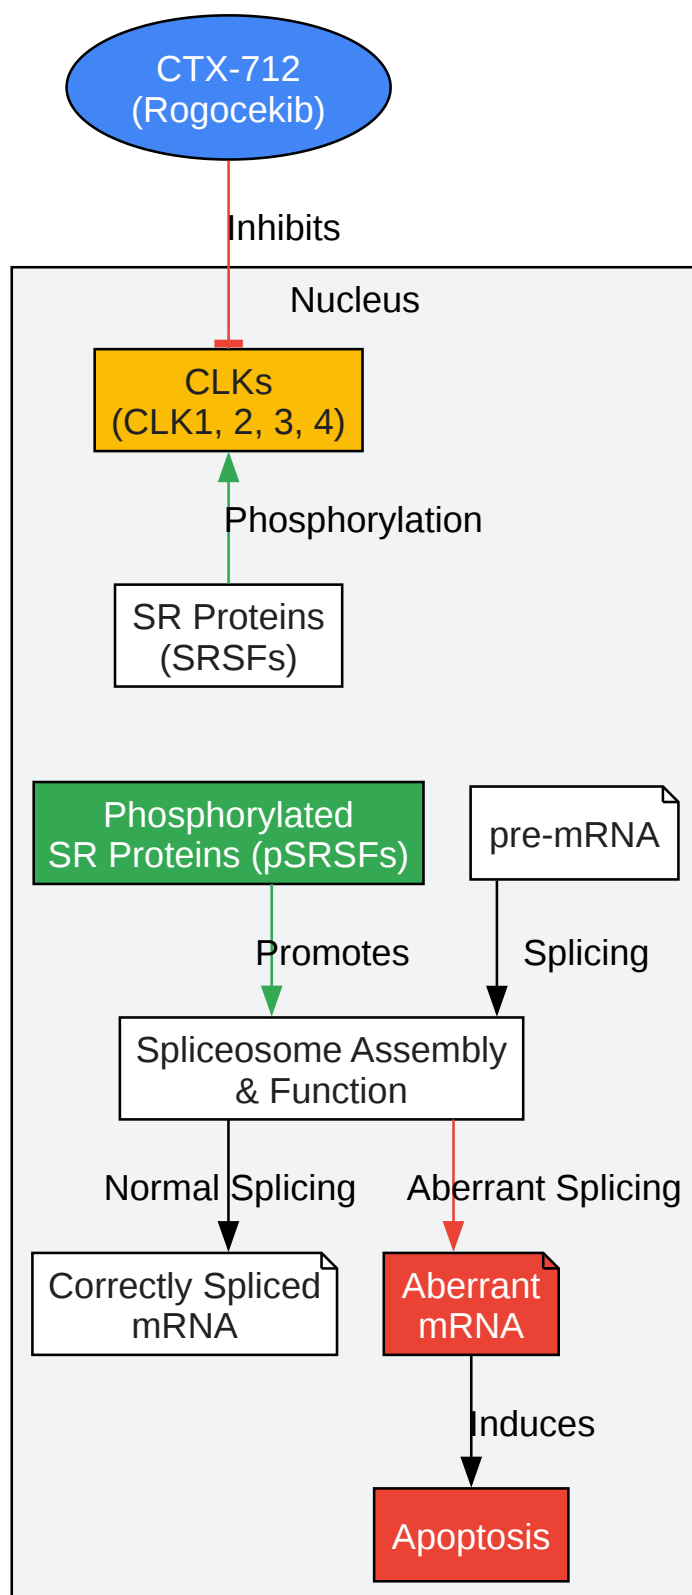 CTX-712
(Rogocekib)
Inhibits
Nucleus
CLKs
(CLK1, 2, 3, 4)
Phosphorylation
SR Proteins
(SRSFs)
Phosphorylated
SR Proteins (pSRSFs)
pre-mRNA
Promotes
Splicing
Spliceosome Assembly
& Function
Normal Splicing
Aberrant Splicing
Correctly Spliced
mRNA
Aberrant
mRNA
Induces
Apoptosis